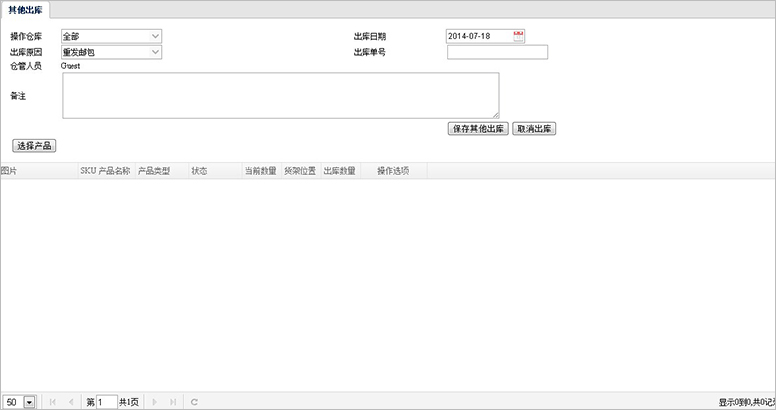 其他出库
操作仓库 全部 出库日期 2014-07-18
出库原因 重发邮包 出库单号
仓管人员 Guest
备注
保存其他出库 取消出库
选择产品
图片 SKU 产品名称 产品类型 状态 当前数量 货架位置 出库数量 操作选项
50 第 1 共1页 显示0到0,共0记